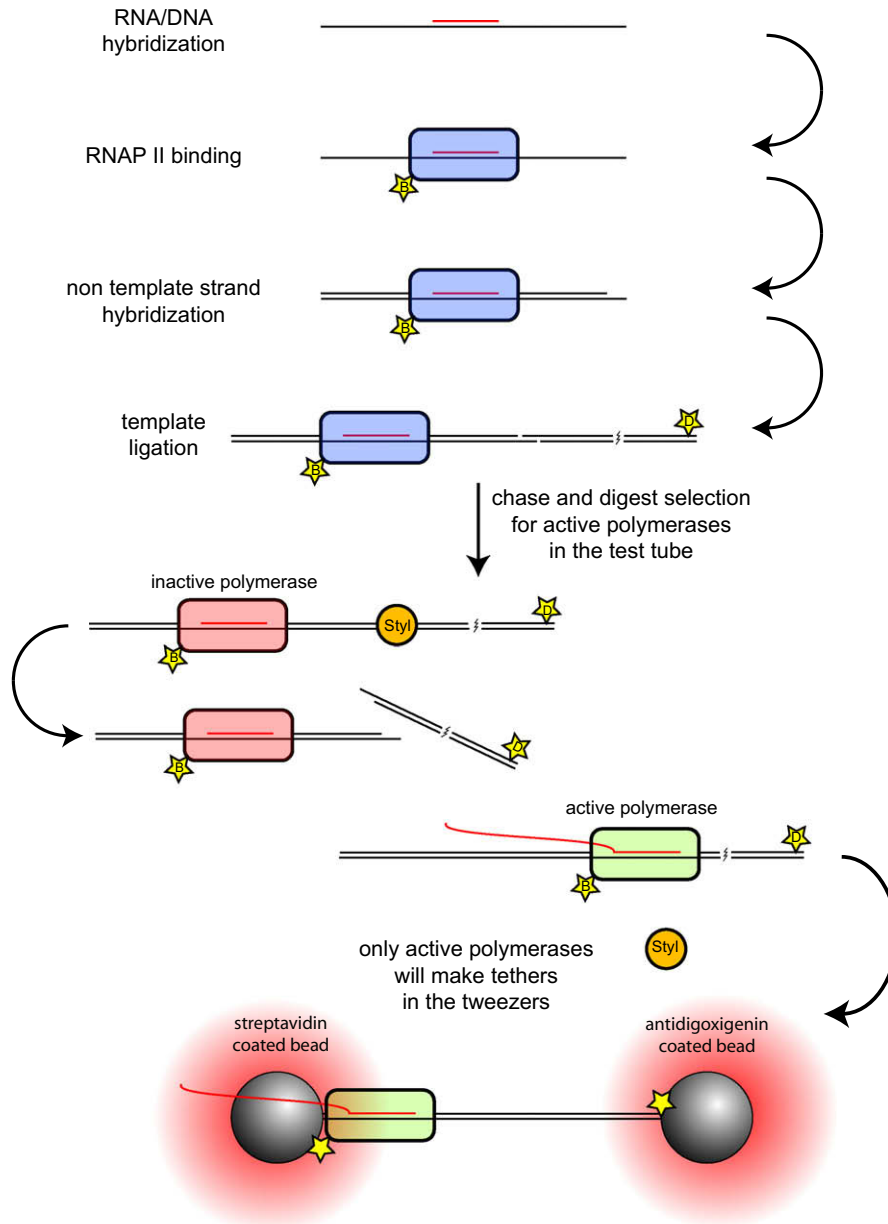 RNA/DNA
hybridization
RNAP II binding
B
non template strand
hybridization
B
template
ligation
D
B
chase and digest selection
for active polymerases
in the test tube
inactive polymerase
D
StyI
B
B
D
active polymerase
D
B
only active polymerases
will make tethers
in the tweezers
StyI
streptavidin
coated bead
antidigoxigenin
coated bead